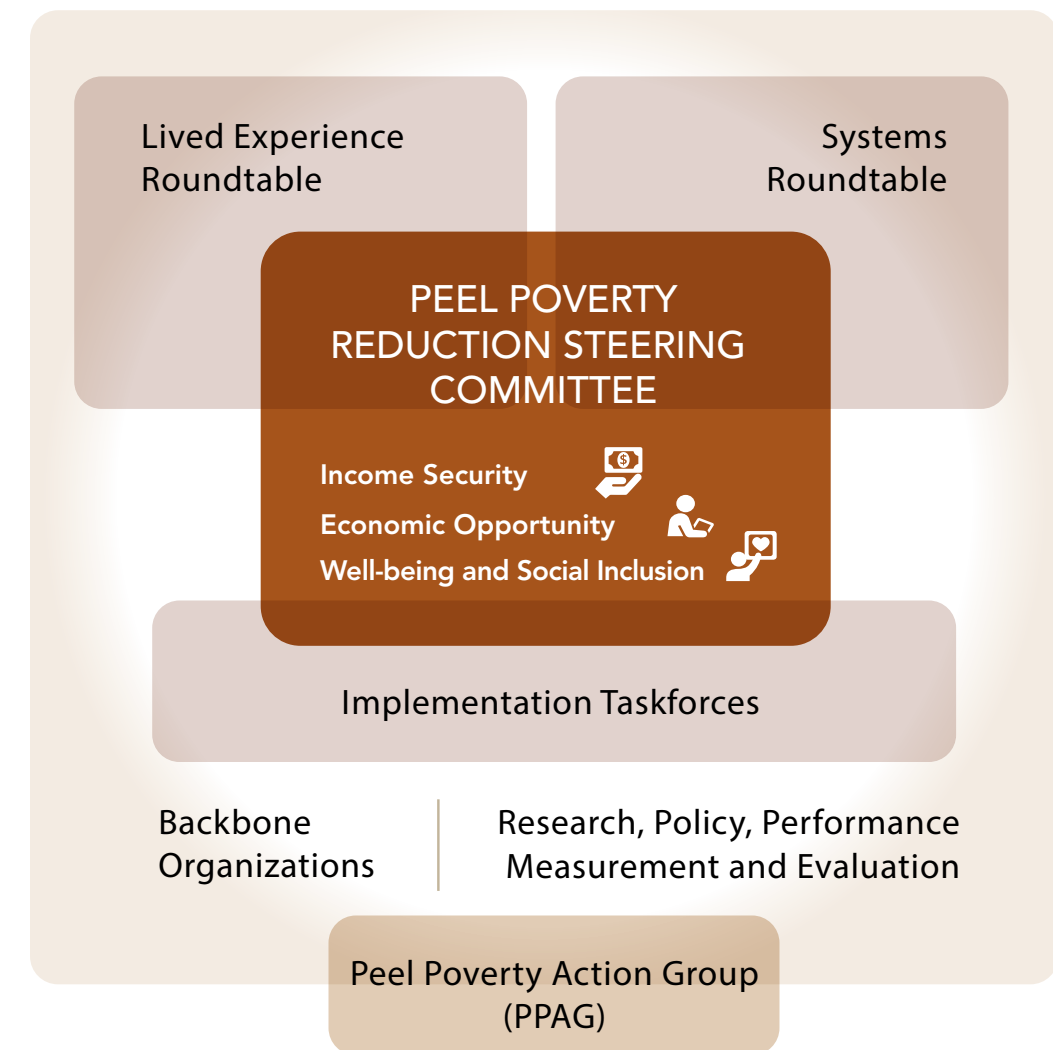 Lived Experience
Roundtable
Systems
Roundtable
PEEL POVERTY
REDUCTION STEERING
COMMITTEE
Income Security
$
Economic Opportunity
Well-being and Social Inclusion
Implementation Taskforces
Backbone
Organizations
Research, Policy, Performance
Measurement and Evaluation
Peel Poverty Action Group
(PPAG)